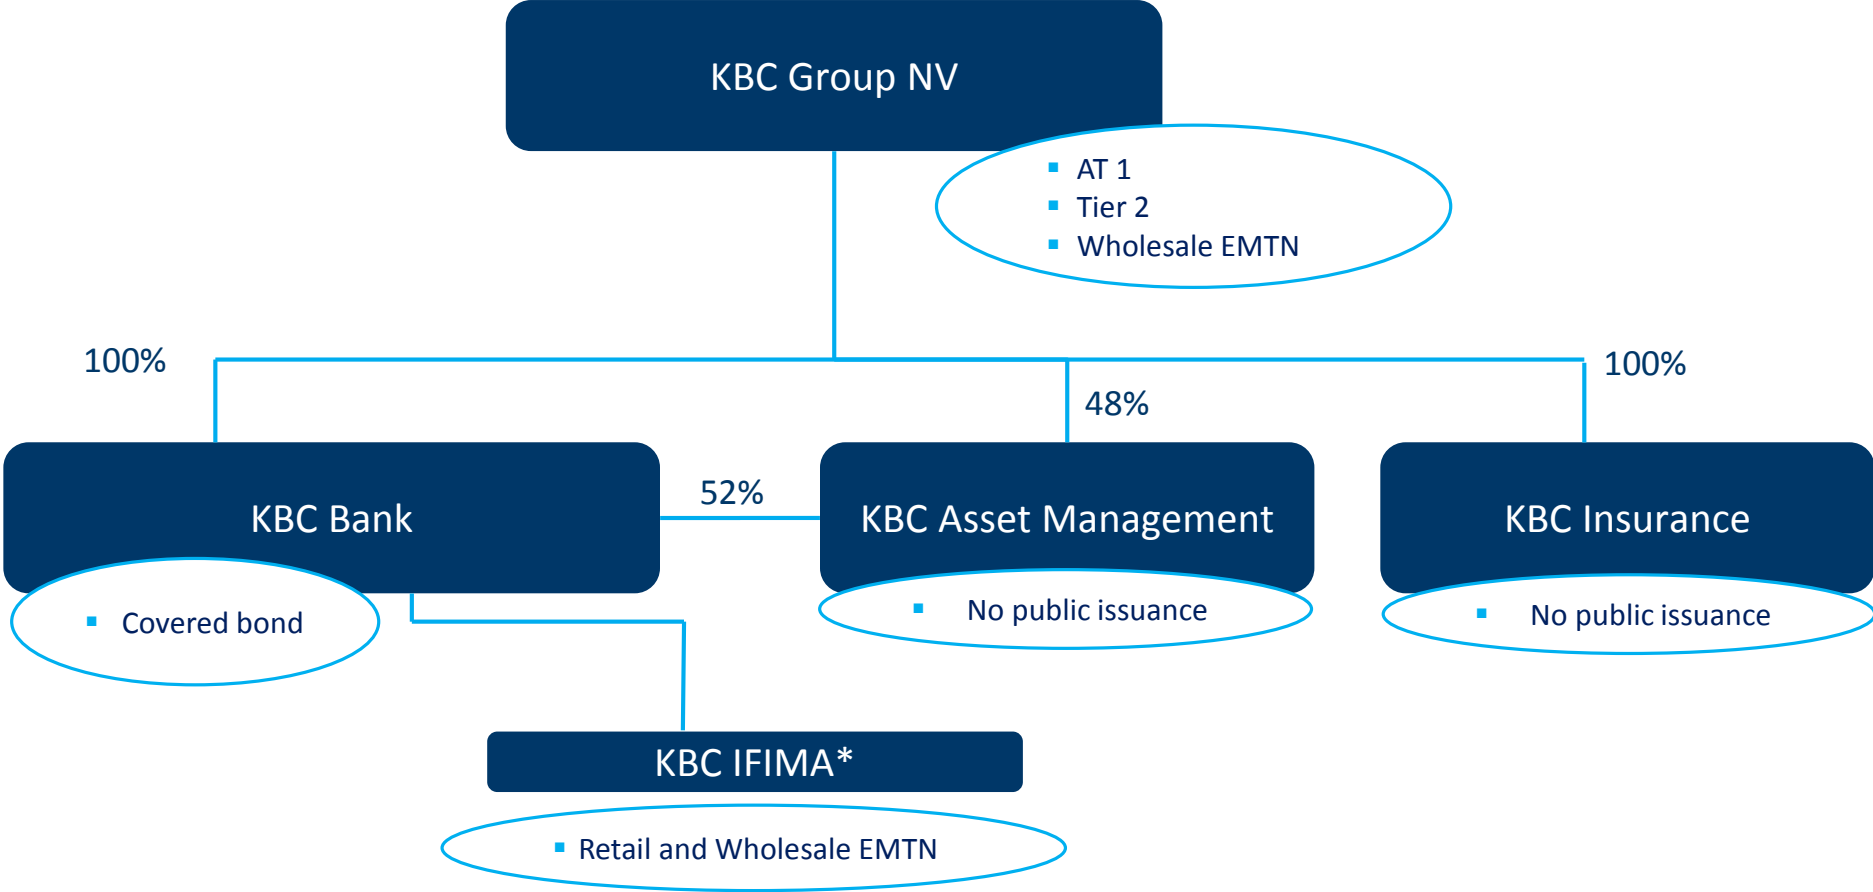 KBC Group NV
▪ AT 1
▪ Tier 2
▪ Wholesale EMTN
100%
48%
100%
KBC Bank
52%
KBC Asset Management
KBC Insurance
▪ Covered bond
▪ No public issuance
▪ No public issuance
KBC IFIMA*
▪ Retail and Wholesale EMTN